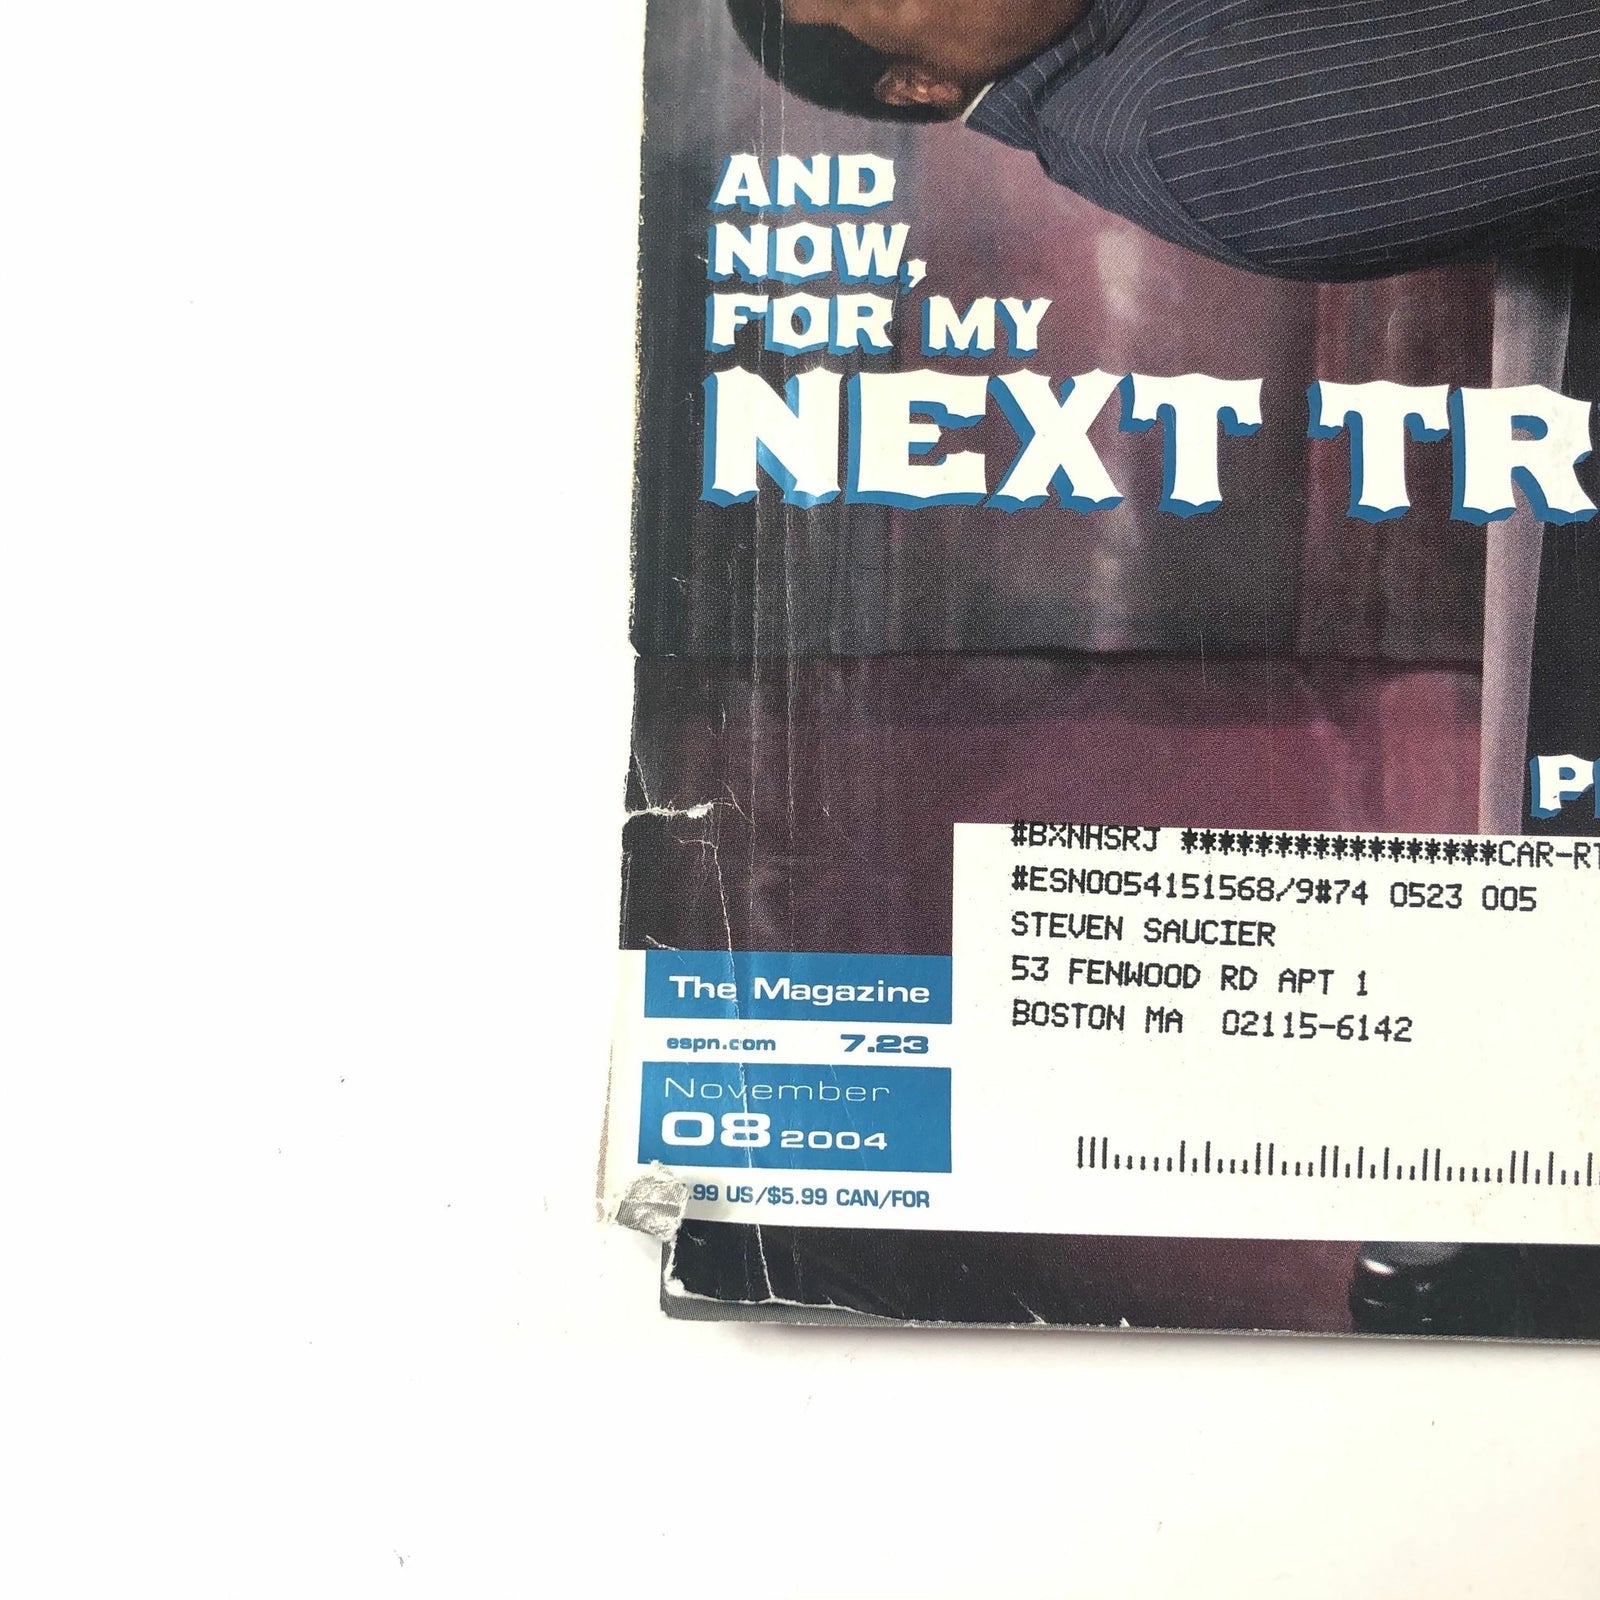 AND
NOW,
FOR MY
NEXT TR
#BXNHSRJ *****************CAR-RT
#ESN0054151568/9#74 0523 005
STEVEN SAUCIER
53 FENWOOD RD APT 1
BOSTON MA 02115-6142
The Magazine
espn.com 7.23
November
08 2004
.99 US/$5.99 CAN/FOR